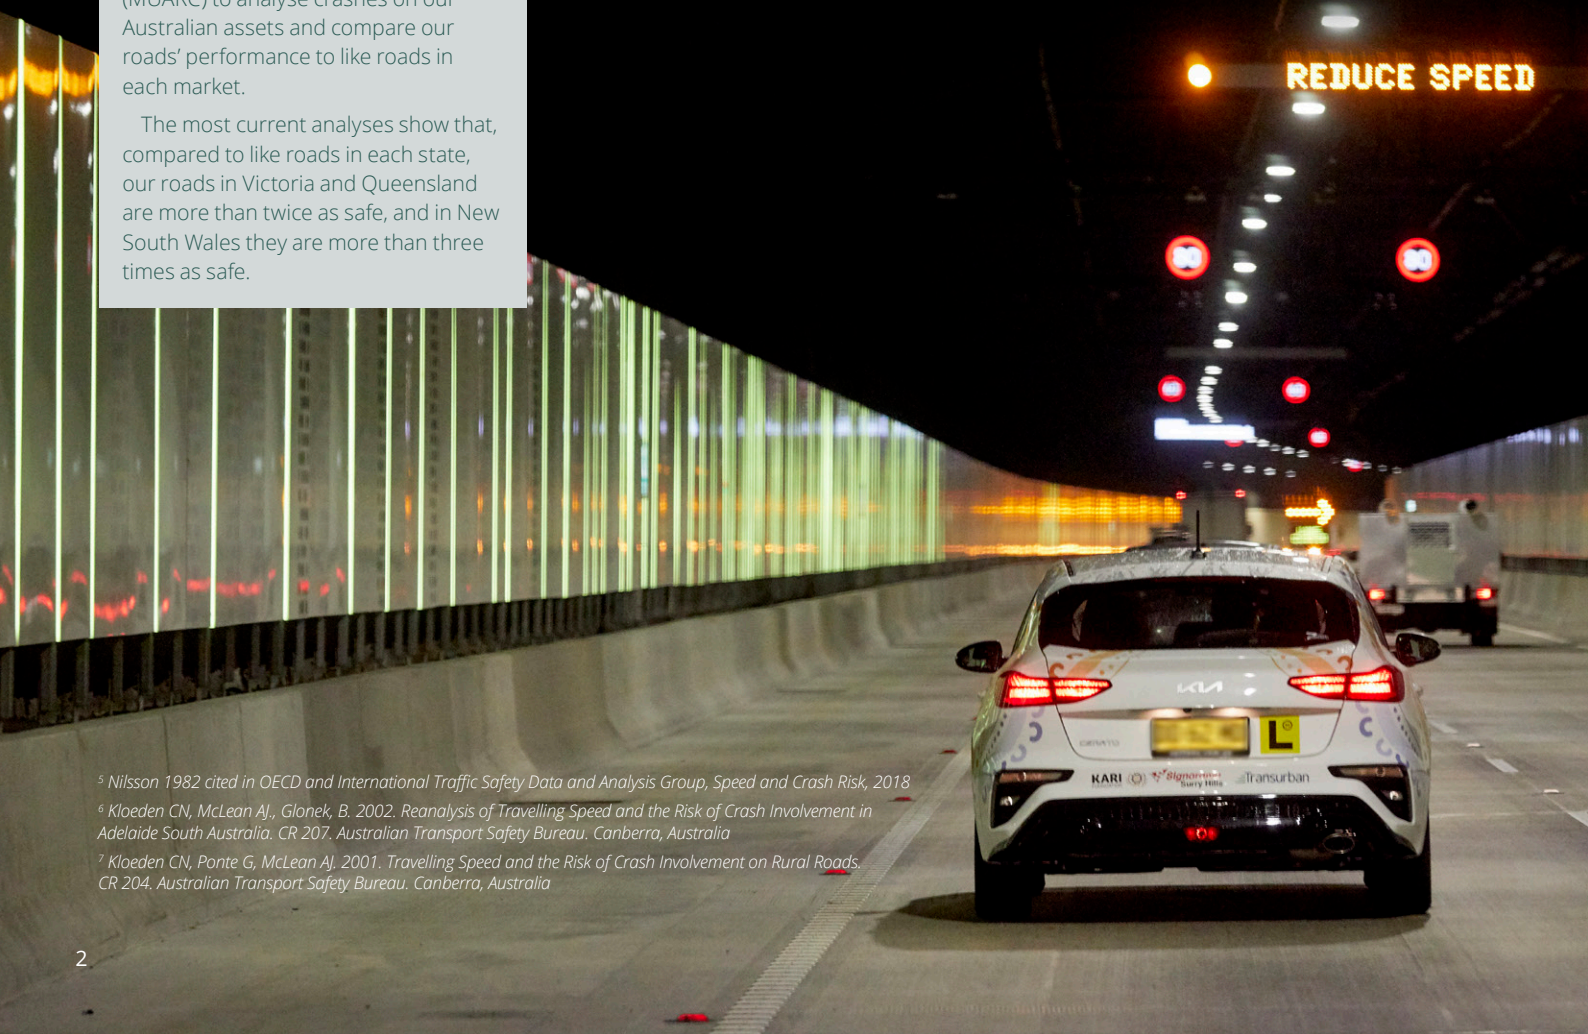 Australian assets and compare our
roads’ performance to like roads in
each market.
The most current analyses show that,
compared to like roads in each state,
our roads in Victoria and Queensland
are more than twice as safe, and in New
South Wales they are more than three
times as safe.
REDUCE SPEED
80
80
KIA
CERATO
L
KARI
Signarama
Surry Hills
Transurban
5 Nilsson 1982 cited in OECD and International Traffic Safety Data and Analysis Group, Speed and Crash Risk, 2018
6 Kloeden CN, McLean AJ., Glonek, B. 2002. Reanalysis of Travelling Speed and the Risk of Crash Involvement in
Adelaide South Australia. CR 207. Australian Transport Safety Bureau. Canberra, Australia
7 Kloeden CN, Ponte G, McLean AJ. 2001. Travelling Speed and the Risk of Crash Involvement on Rural Roads.
CR 204. Australian Transport Safety Bureau. Canberra, Australia
2